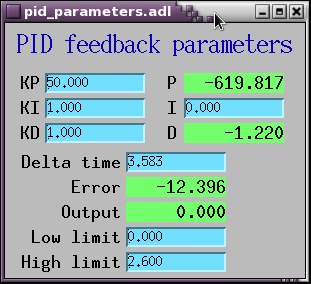 pid_parameters.adl
PID feedback parameters
KP 50.000 P -619.817
KI 1.000 I 0.000
KD 1.000 D -1.220
Delta time 3.583
Error -12.396
Output 0.000
Low limit 0.000
High limit 2.600